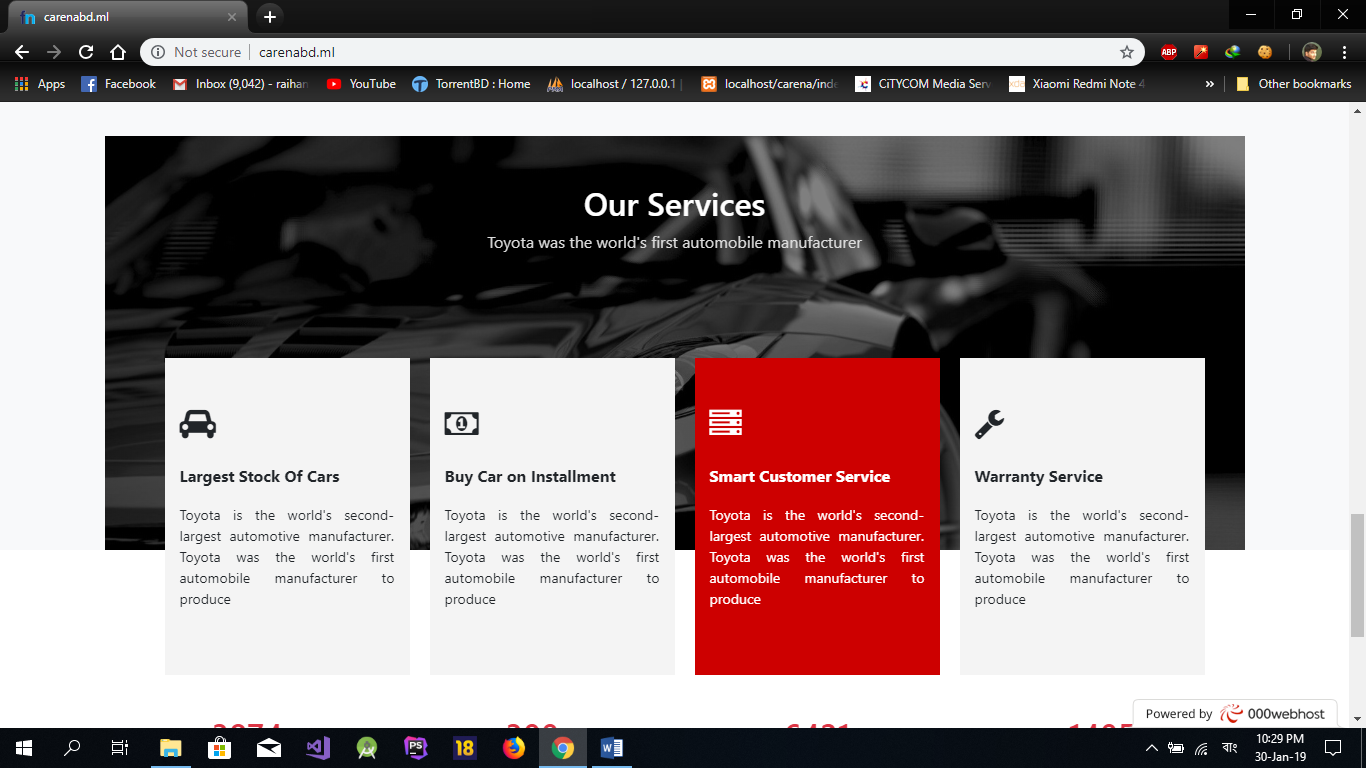 carenabd.ml
Not secure
carenabd.ml
ABP
Apps
Facebook
Inbox (9,042) - raihan
YouTube
TorrentBD : Home
localhost / 127.0.0.1 |
localhost/carena/inde
CiTYCOM Media Serv
Xiaomi Redmi Note 4
»
Other bookmarks
Our Services
Toyota was the world's first automobile manufacturer
Largest Stock Of Cars
Toyota is the world's second-
largest automotive manufacturer.
Toyota was the world's first
automobile manufacturer to
produce
Buy Car on Installment
Toyota is the world's second-
largest automotive manufacturer.
Toyota was the world's first
automobile manufacturer to
produce
Smart Customer Service
Toyota is the world's second-
largest automotive manufacturer.
Toyota was the world's first
automobile manufacturer to
produce
Warranty Service
Toyota is the world's second-
largest automotive manufacturer.
Toyota was the world's first
automobile manufacturer to
produce
Powered by 000webhost
PS
18
বাং
10:29 PM
30-Jan-19